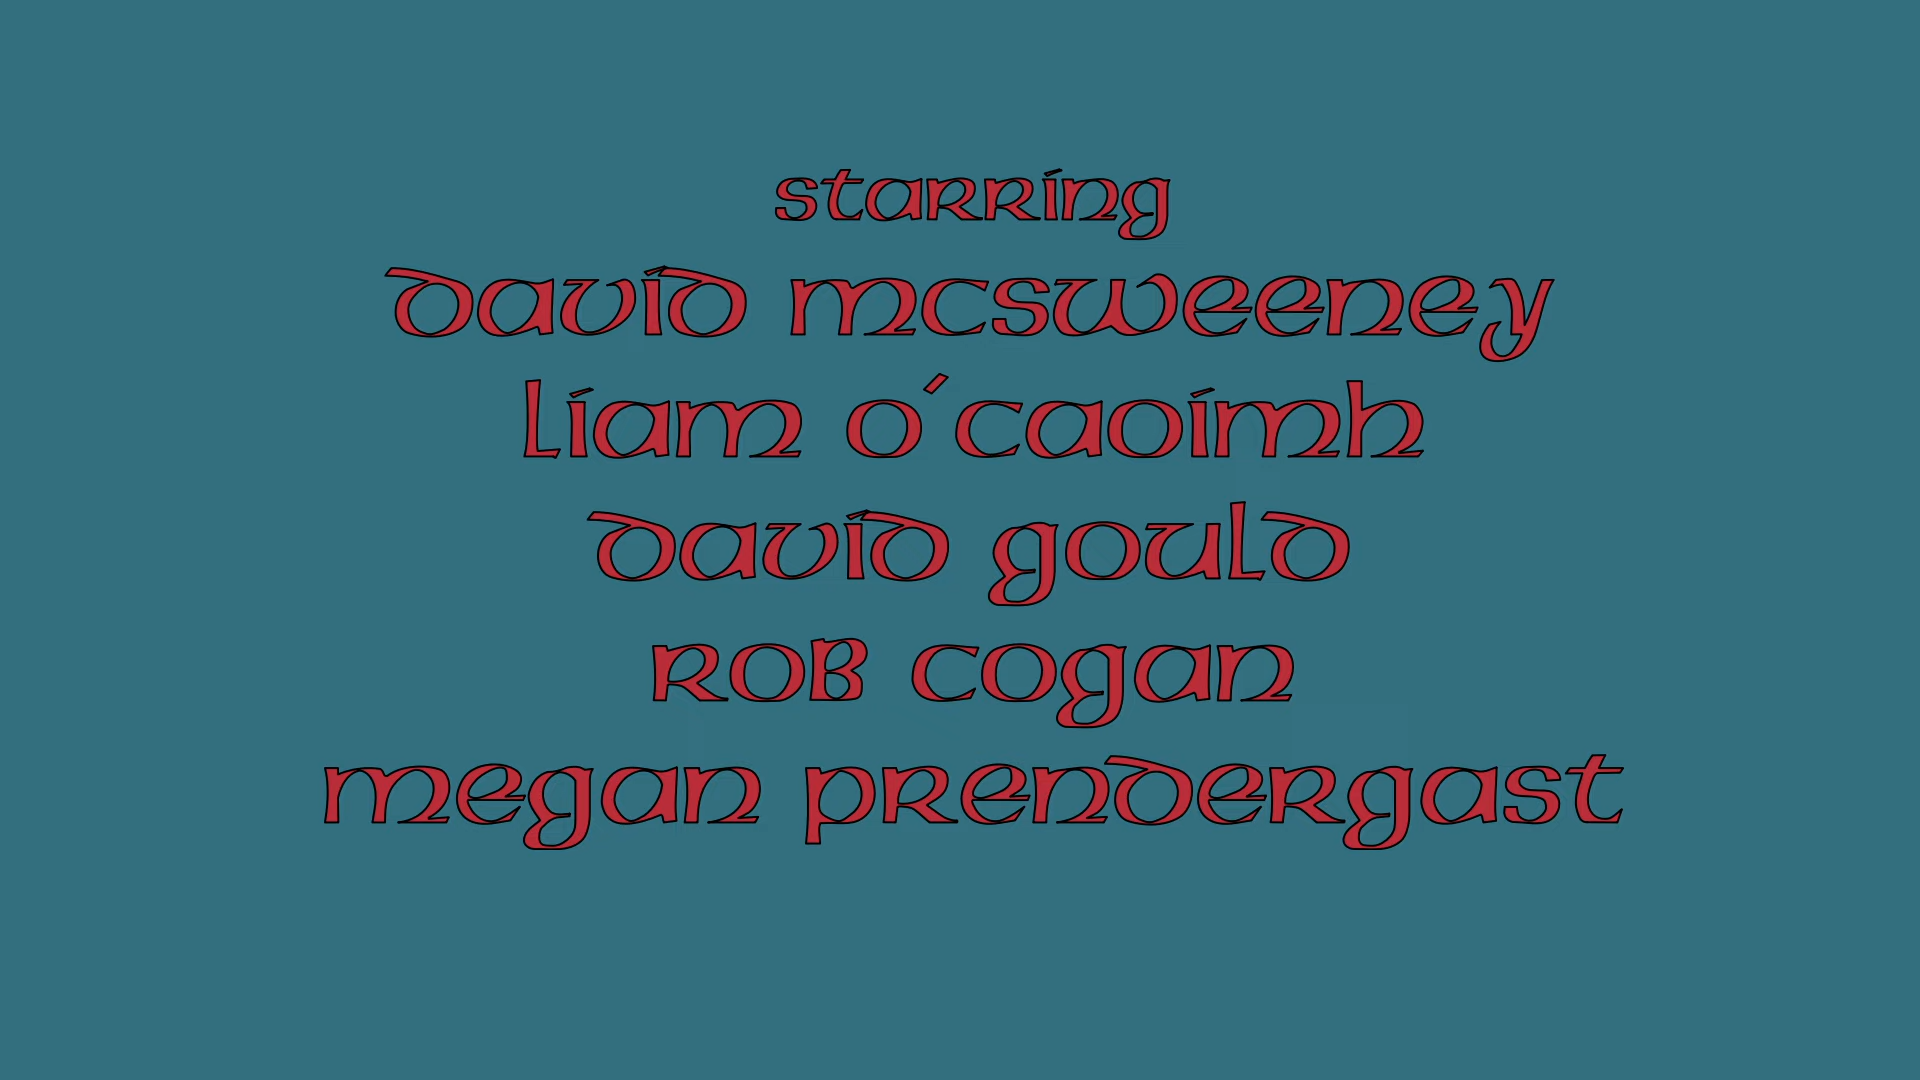 starring
david mcsweeney
liam o'caoimh
david gould
rob cogan
megan prendergast